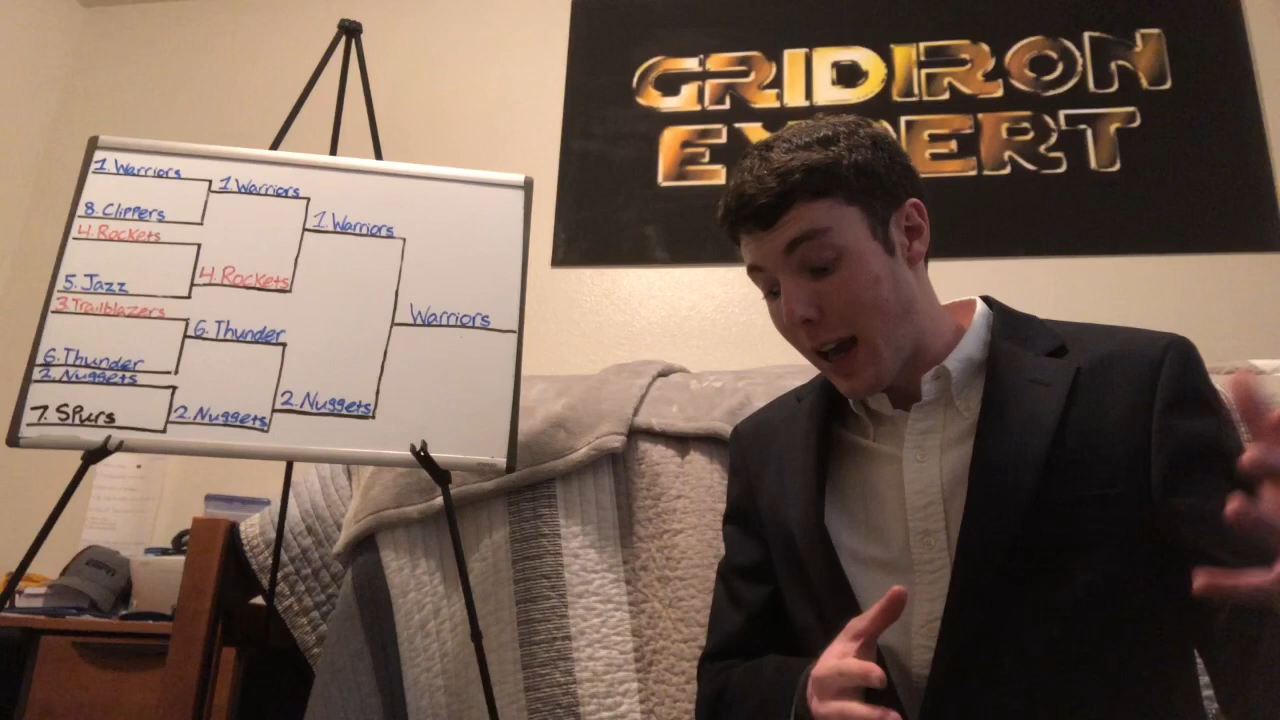 GRIDIRON
EXPERT
1. Warriors
8. Clippers
4. Rockets
5. Jazz
3. Trailblazers
6. Thunder
2. Nuggets
7. Spurs
1. Warriors
4. Rockets
6. Thunder
2. Nuggets
1. Warriors
2. Nuggets
Warriors
ESPN